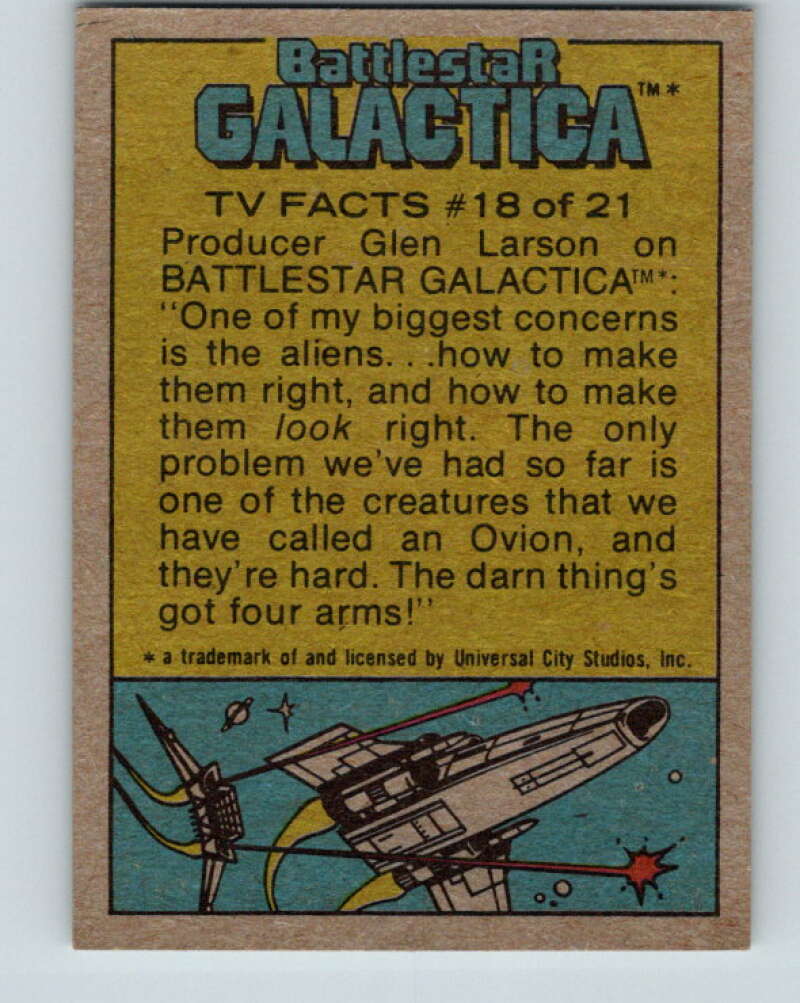 BattlestaR
GALACTICA™*
TV FACTS #18 of 21
Producer Glen Larson on
BATTLESTAR GALACTICA™*:
"One of my biggest concerns
is the aliens. . .how to make
them right, and how to make
them look right. The only
problem we've had so far is
one of the creatures that we
have called an Ovion, and
they're hard. The darn thing's
got four arms!"
* a trademark of and licensed by Universal City Studios, Inc.